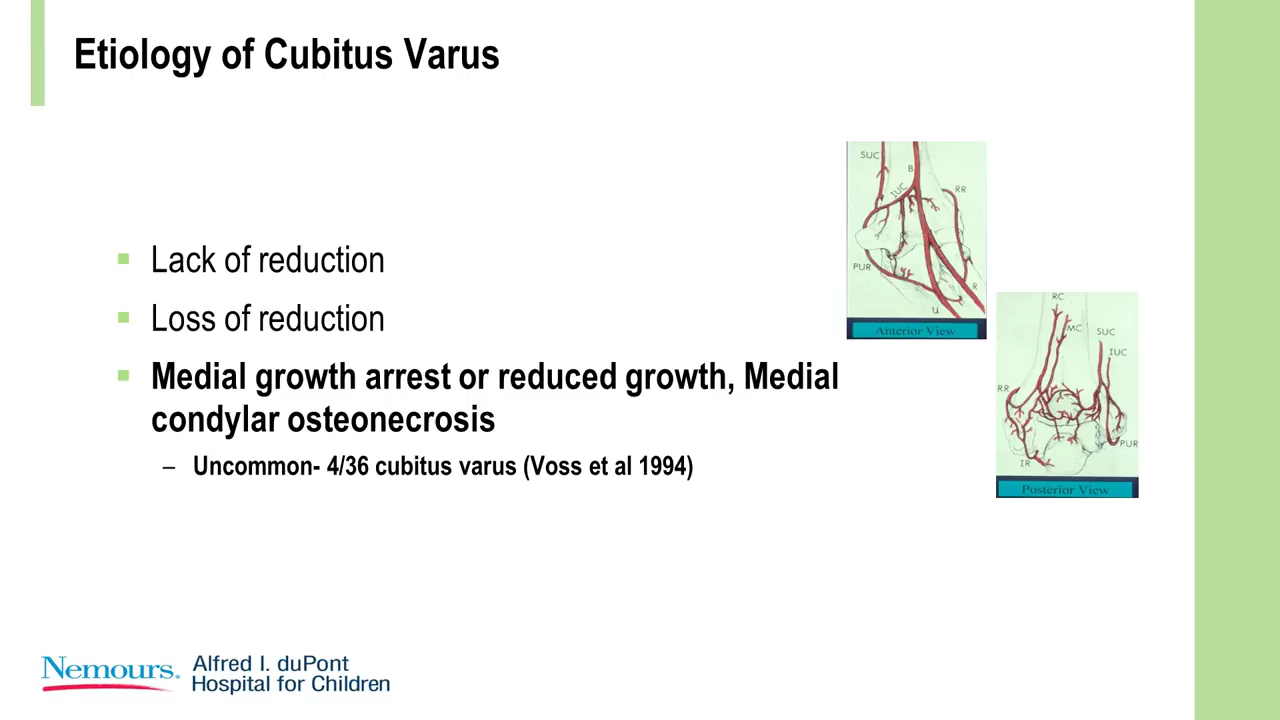 Etiology of Cubitus Varus
Lack of reduction
Loss of reduction
Medial growth arrest or reduced growth, Medial
condylar osteonecrosis
– Uncommon- 4/36 cubitus varus (Voss et al 1994)
SUC
B
IUC
RR
PUR
R
U
Anterior View
RC
MC
SUC
IUC
RR
PUR
IR
Posterior View
Nemours.
Alfred I. duPont
Hospital for Children